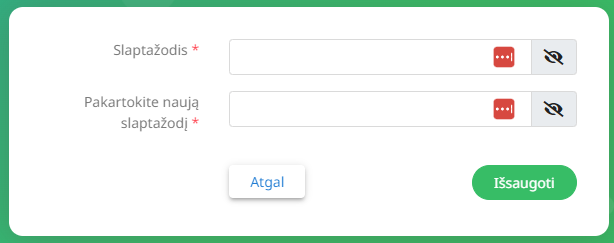 Slaptažodis *
Pakartokite naują
slaptažodį *
Atgal
Išsaugoti